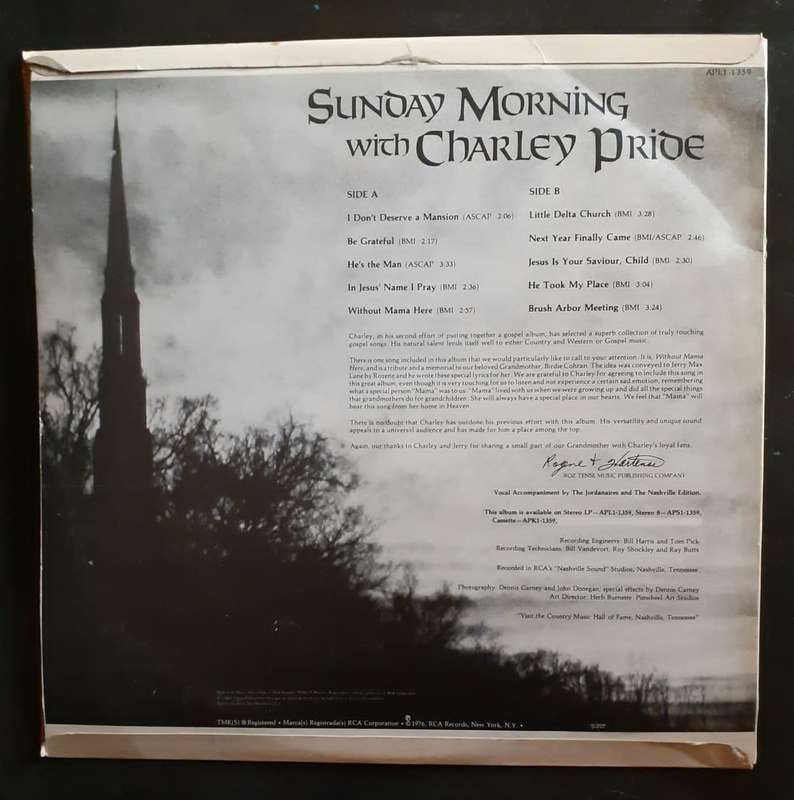 APL1-1359
Sunday Morning
with Charley Pride
SIDE A
I Don't Deserve a Mansion (ASCAP 2:06)
Be Grateful (BMI 2:17)
He's the Man (ASCAP 3:33)
In Jesus' Name I Pray (BMI 2:36)
Without Mama Here (BMI 2:57)
SIDE B
Little Delta Church (BMI 3:28)
Next Year Finally Came (BMI/ASCAP 2:46)
Jesus Is Your Saviour, Child (BMI 2:30)
He Took My Place (BMI 3:04)
Brush Arbor Meeting (BMI 3:24)
Charley, in his second effort of putting together a gospel album, has selected a superb collection of truly touching
gospel songs. His natural talent lends itself well to either Country and Western or Gospel music.
There is one song included in this album that we would particularly like to call to your attention. It is, Without Mama
Here, and is a tribute and a memorial to our beloved Grandmother, Birdie Cohran. The idea was conveyed to Jerry Max
Lane by Rozene and he wrote these special lyrics for her. We are grateful to Charley for agreeing to include this song in
this great album, even though it is very touching for us to listen and not experience a certain sad emotion, remembering
what a special person "Mama" was to us. "Mama" lived with us when we were growing up and did all the special things
that grandmothers do for grandchildren. She will always have a special place in our hearts. We feel that "Mama" will
hear this song from her home in Heaven.
There is no doubt that Charley has outdone his previous effort with this album. His versatility and unique sound
appeals to a universal audience and has made for him a place among the top.
Again, our thanks to Charley and Jerry for sharing a small part of our Grandmother with Charley's loyal fans.
ROZ TENSE MUSIC PUBLISHING COMPANY
Vocal Accompaniment by The Jordanaires and The Nashville Edition.
This album is available on Stereo LP—APL1-1359, Stereo 8—APS1-1359,
Cassette—APK1-1359.
Recording Engineers: Bill Harris and Tom Pick
Recording Technicians: Bill Vandevort, Roy Shockley and Ray Butts
Recorded in RCA's "Nashville Sound" Studios, Nashville, Tennessee
Photography: Dennis Carney and John Donegan, special effects by Dennis Carney
Art Director: Herb Burnette, Pinwheel Art Studios
"Visit the Country Music Hall of Fame, Nashville, Tennessee"
TMK(S) ® Registered • Marca(s) Registrada(s) RCA Corporation • ©1976, RCA Records, New York, N.Y. •